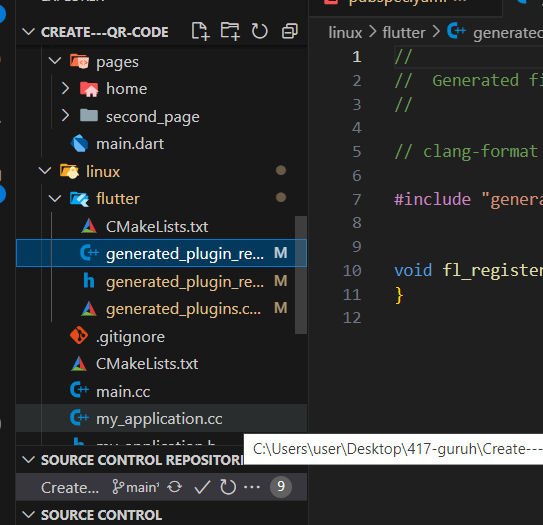 CREATE---QR-CODE
pages
home
second_page
main.dart
linux
flutter
CMakeLists.txt
generated_plugin_re... M
generated_plugin_re... M
generated_plugins.c... M
.gitignore
CMakeLists.txt
main.cc
my_application.cc
SOURCE CONTROL REPOSITORI
Create... main* 9
SOURCE CONTROL
linux > flutter > generated
1 //
2 //  Generated fi
3 //
4
5 // clang-format
6
7 #include "genera
8
9
10 void fl_register
11 }
12
C:\Users\user\Desktop\417-guruh\Create---